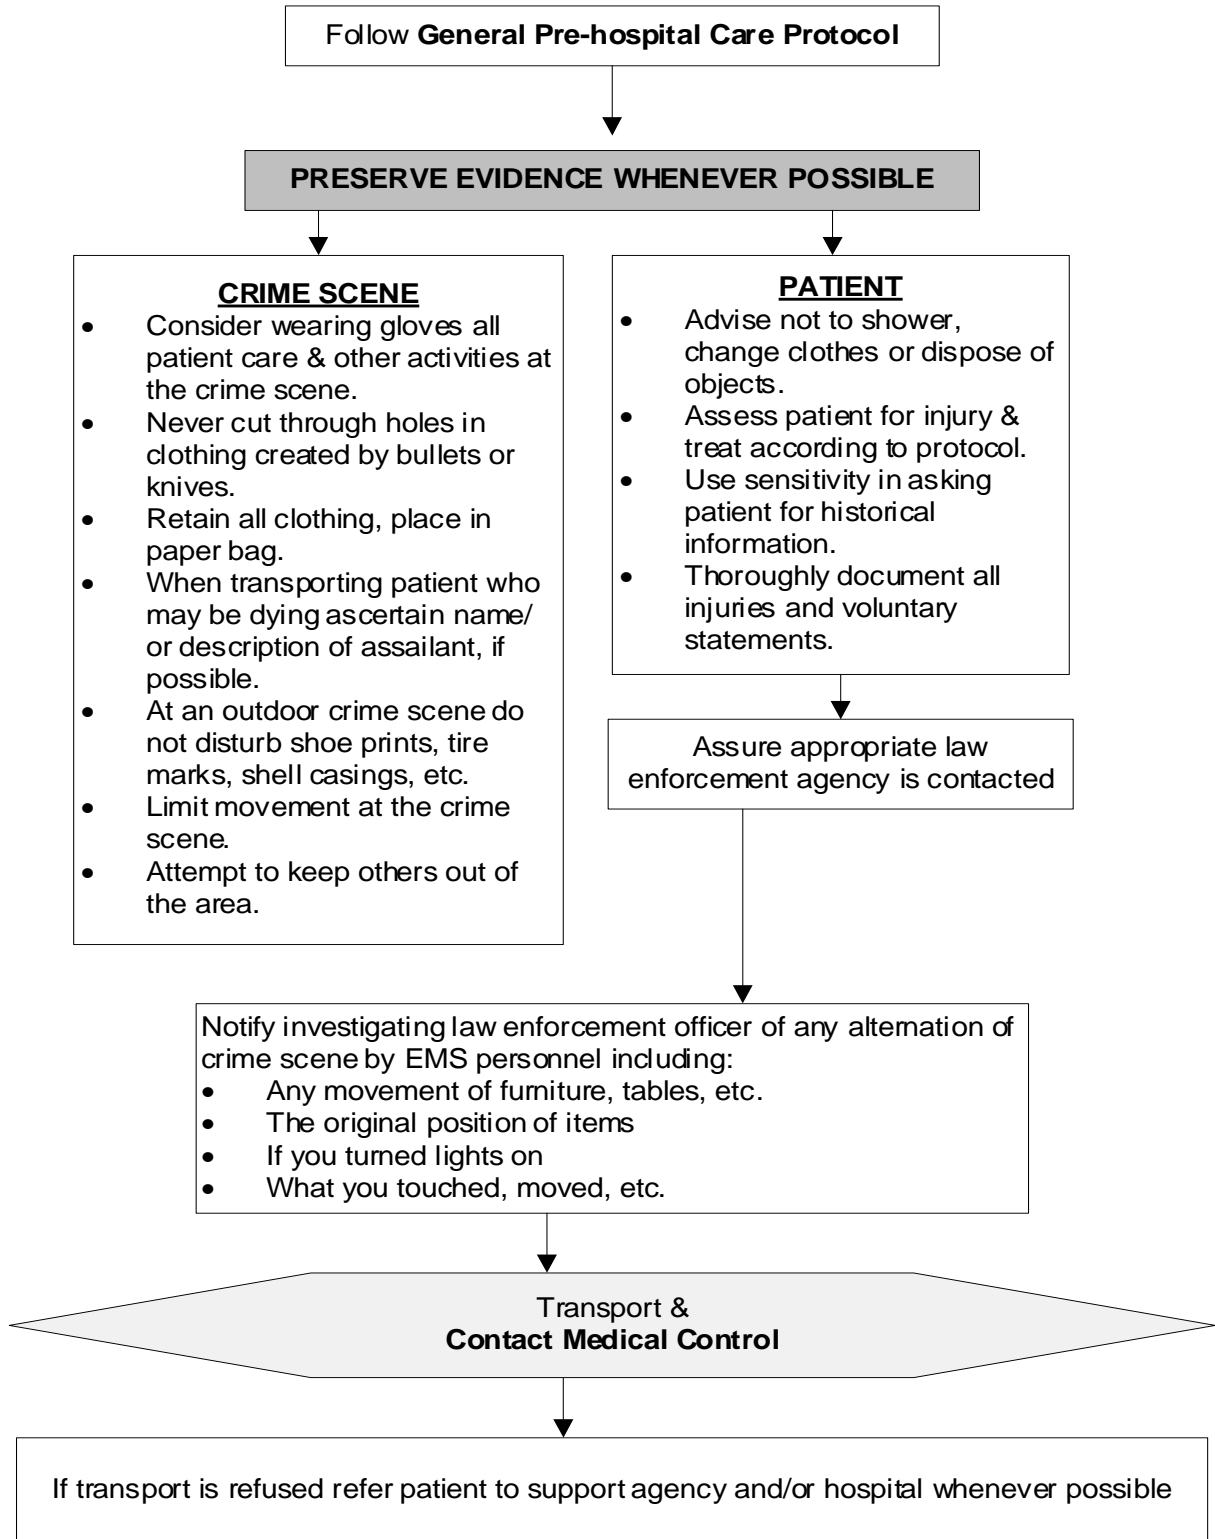 Follow General Pre-hospital Care Protocol
PRESERVE EVIDENCE WHENEVER POSSIBLE
CRIME SCENE
• Consider wearing gloves all
patient care & other activities at
the crime scene.
• Never cut through holes in
clothing created by bullets or
knives.
• Retain all clothing, place in
paper bag.
• When transporting patient who
may be dying ascertain name/
or description of assailant, if
possible.
• At an outdoor crime scene do
not disturb shoe prints, tire
marks, shell casings, etc.
• Limit movement at the crime
scene.
• Attempt to keep others out of
the area.
PATIENT
• Advise not to shower,
change clothes or dispose of
objects.
• Assess patient for injury &
treat according to protocol.
• Use sensitivity in asking
patient for historical
information.
• Thoroughly document all
injuries and voluntary
statements.
Assure appropriate law
enforcement agency is contacted
Notify investigating law enforcement officer of any alternation of
crime scene by EMS personnel including:
• Any movement of furniture, tables, etc.
• The original position of items
• If you turned lights on
• What you touched, moved, etc.
Transport &
Contact Medical Control
If transport is refused refer patient to support agency and/or hospital whenever possible